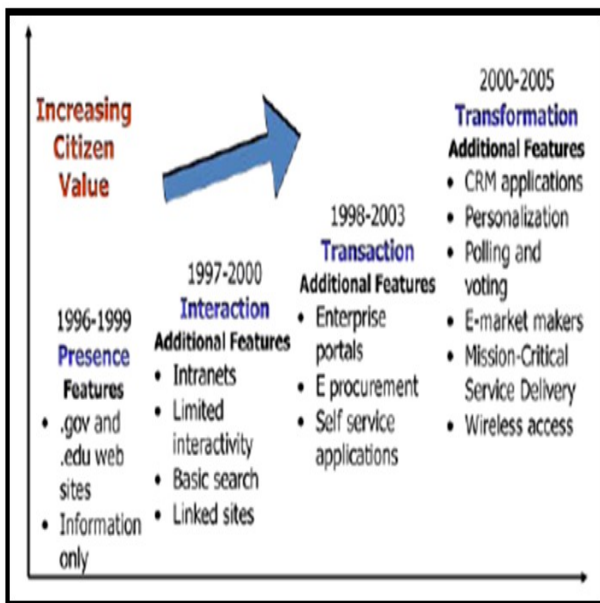 Increasing
Citizen
Value
1996-1999
Presence
Features
• .gov and
.edu web
sites
• Information
only
1997-2000
Interaction
Additional Features
• Intranets
• Limited
interactivity
• Basic search
• Linked sites
1998-2003
Transaction
Additional Features
• Enterprise
portals
• E procurement
• Self service
applications
2000-2005
Transformation
Additional Features
• CRM applications
• Personalization
• Polling and
voting
• E-market makers
• Mission-Critical
Service Delivery
• Wireless access